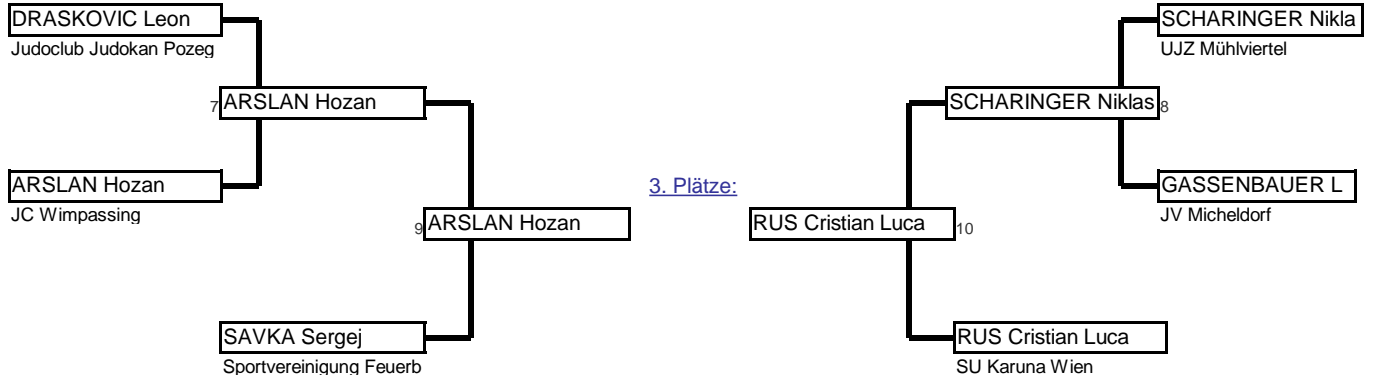 DRASKOVIC Leon
Judoclub Judokan Pozeg
7 ARSLAN Hozan
ARSLAN Hozan
JC Wimpassing
9 ARSLAN Hozan
SAVKA Sergej
Sportvereinigung Feuerb
3. Plätze:
SCHARINGER Nikla
UJZ Mühlviertel
SCHARINGER Niklas 8
GASSENBAUER L
JV Micheldorf
RUS Cristian Luca 10
RUS Cristian Luca
SU Karuna Wien